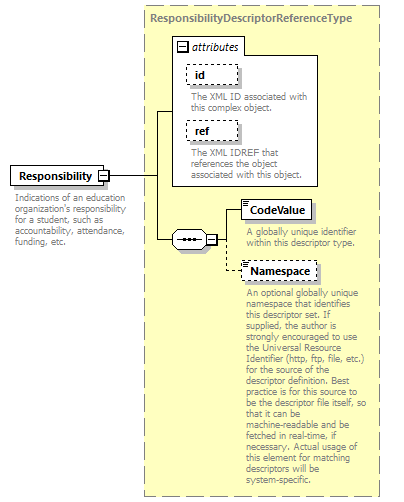 ResponsibilityDescriptorReferenceType
attributes
id
The XML ID associated with
this complex object.
ref
The XML IDREF that
references the object
associated with this object.
Responsibility
Indications of an education
organization's responsibility
for a student, such as
accountability, attendance,
funding, etc.
CodeValue
A globally unique identifier
within this descriptor type.
Namespace
An optional globally unique
namespace that identifies
this descriptor set. If
supplied, the author is
strongly encouraged to use
the Universal Resource
Identifier (http, ftp, file, etc.)
for the source of the
descriptor definition. Best
practice is for this source to
be the descriptor file itself, so
that it can be
machine-readable and be
fetched in real-time, if
necessary. Actual usage of
this element for matching
descriptors will be
system-specific.